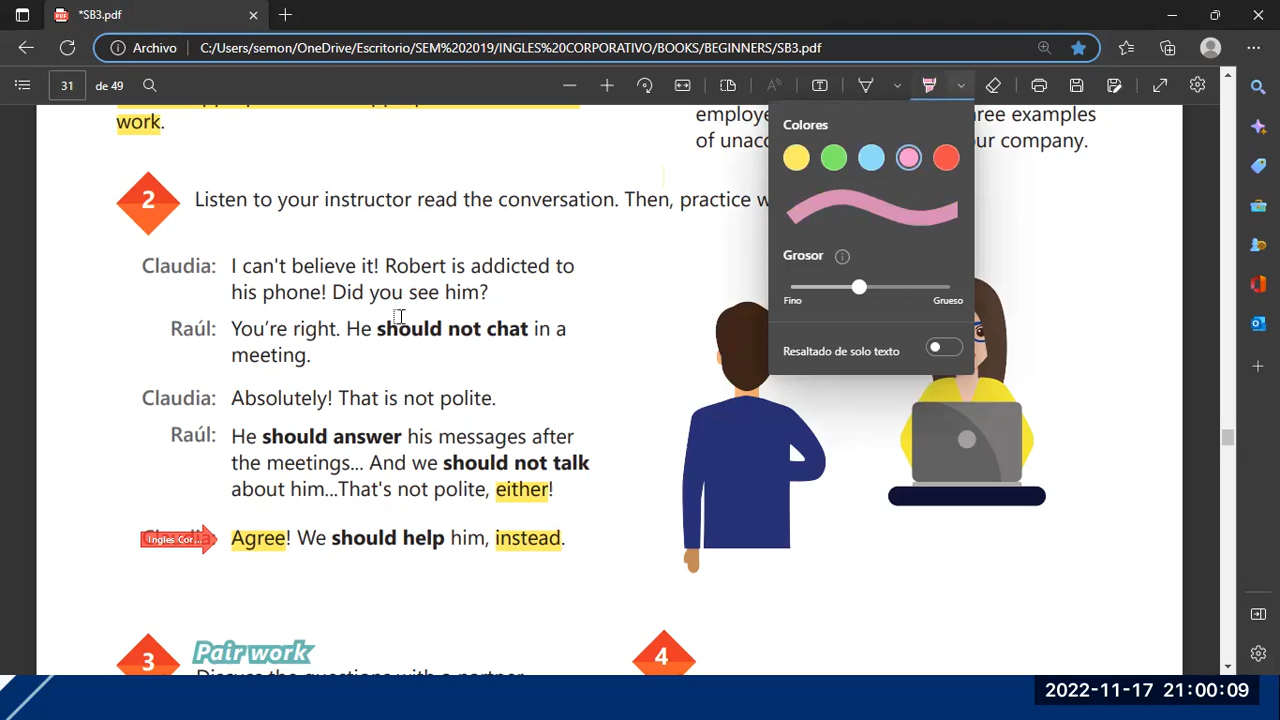 *SB3.pdf
Archivo
C:/Users/semon/OneDrive/Escritorio/SEM%202019/INGLES%20CORPORATIVO/BOOKS/BEGINNERS/SB3.pdf
31 de 49
work.
employe
ree examples
of unacc
ur company.
Colores
Grosor
Fino
Grueso
Resaltado de solo texto
2
Listen to your instructor read the conversation. Then, practice w
Claudia: I can't believe it! Robert is addicted to
his phone! Did you see him?
Raúl: You're right. He should not chat in a
meeting.
Claudia: Absolutely! That is not polite.
Raúl: He should answer his messages after
the meetings... And we should not talk
about him...That's not polite, either!
Ingles Cor...
Agree! We should help him, instead.
3
Pair work
Discuss the questions with a partner
4
2022-11-17 21:00:09